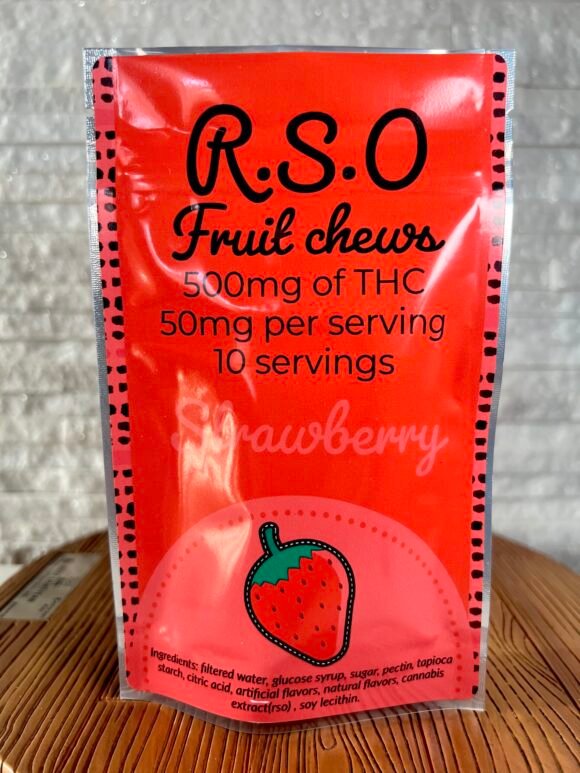 R.S.O
Fruit chews
500mg of THC
50mg per serving
10 servings
Strawberry
Ingredients: filtered water, glucose syrup, sugar, pectin, tapioca
starch, citric acid, artificial flavors, natural flavors, cannabis
extract(rso) , soy lecithin.